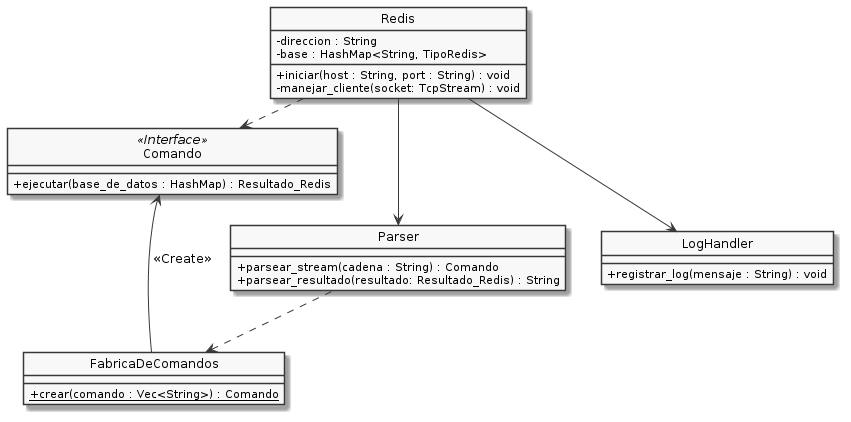 Redis
-direccion : String
-base : HashMap<String, TipoRedis>
+iniciar(host : String, port : String) : void
-manejar_cliente(socket: TcpStream) : void
«Interface»
Comando
+ejecutar(base_de_datos : HashMap) : Resultado_Redis
Parser
+parsear_stream(cadena : String) : Comando
+parsear_resultado(resultado: Resultado_Redis) : String
LogHandler
+registrar_log(mensaje : String) : void
«Create»
FabricaDeComandos
+crear(comando : Vec<String>) : Comando